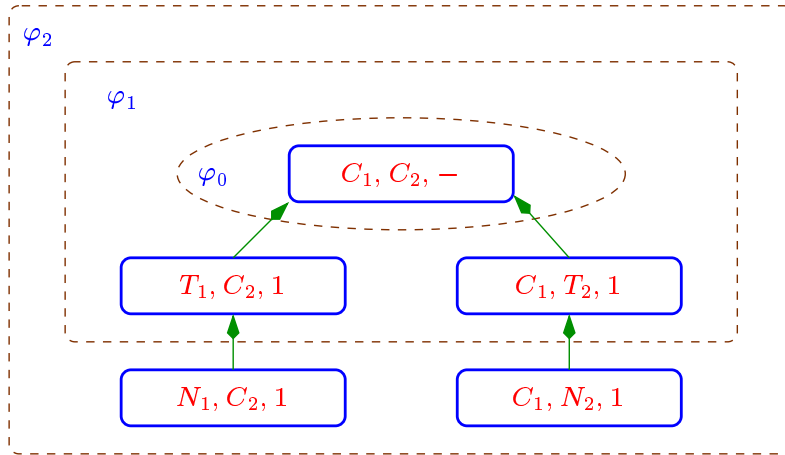 φ₂
φ₁
φ₀
C₁, C₂, −
T₁, C₂, 1
C₁, T₂, 1
N₁, C₂, 1
C₁, N₂, 1